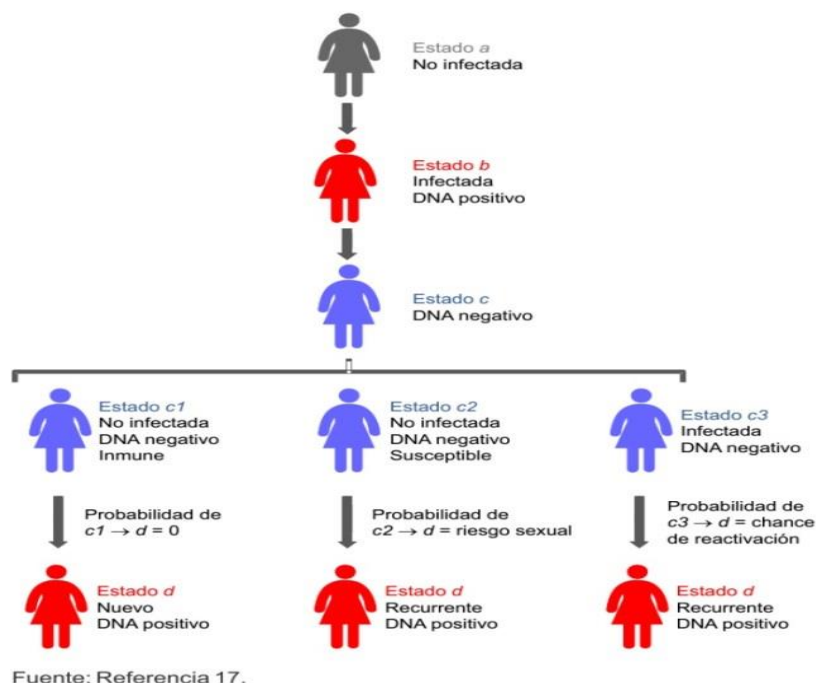 Estado a
No infectada
Estado b
Infectada
DNA positivo
Estado c
DNA negativo
Estado c1
No infectada
DNA negativo
Inmune
Estado c2
No infectada
DNA negativo
Susceptible
Estado c3
Infectada
DNA negativo
Probabilidad de
c1 → d = 0
Probabilidad de
c2 → d = riesgo sexual
Probabilidad de
c3 → d = chance
de reactivación
Estado d
Nuevo
DNA positivo
Estado d
Recurrente
DNA positivo
Estado d
Recurrente
DNA positivo
Fuente: Referencia 17.